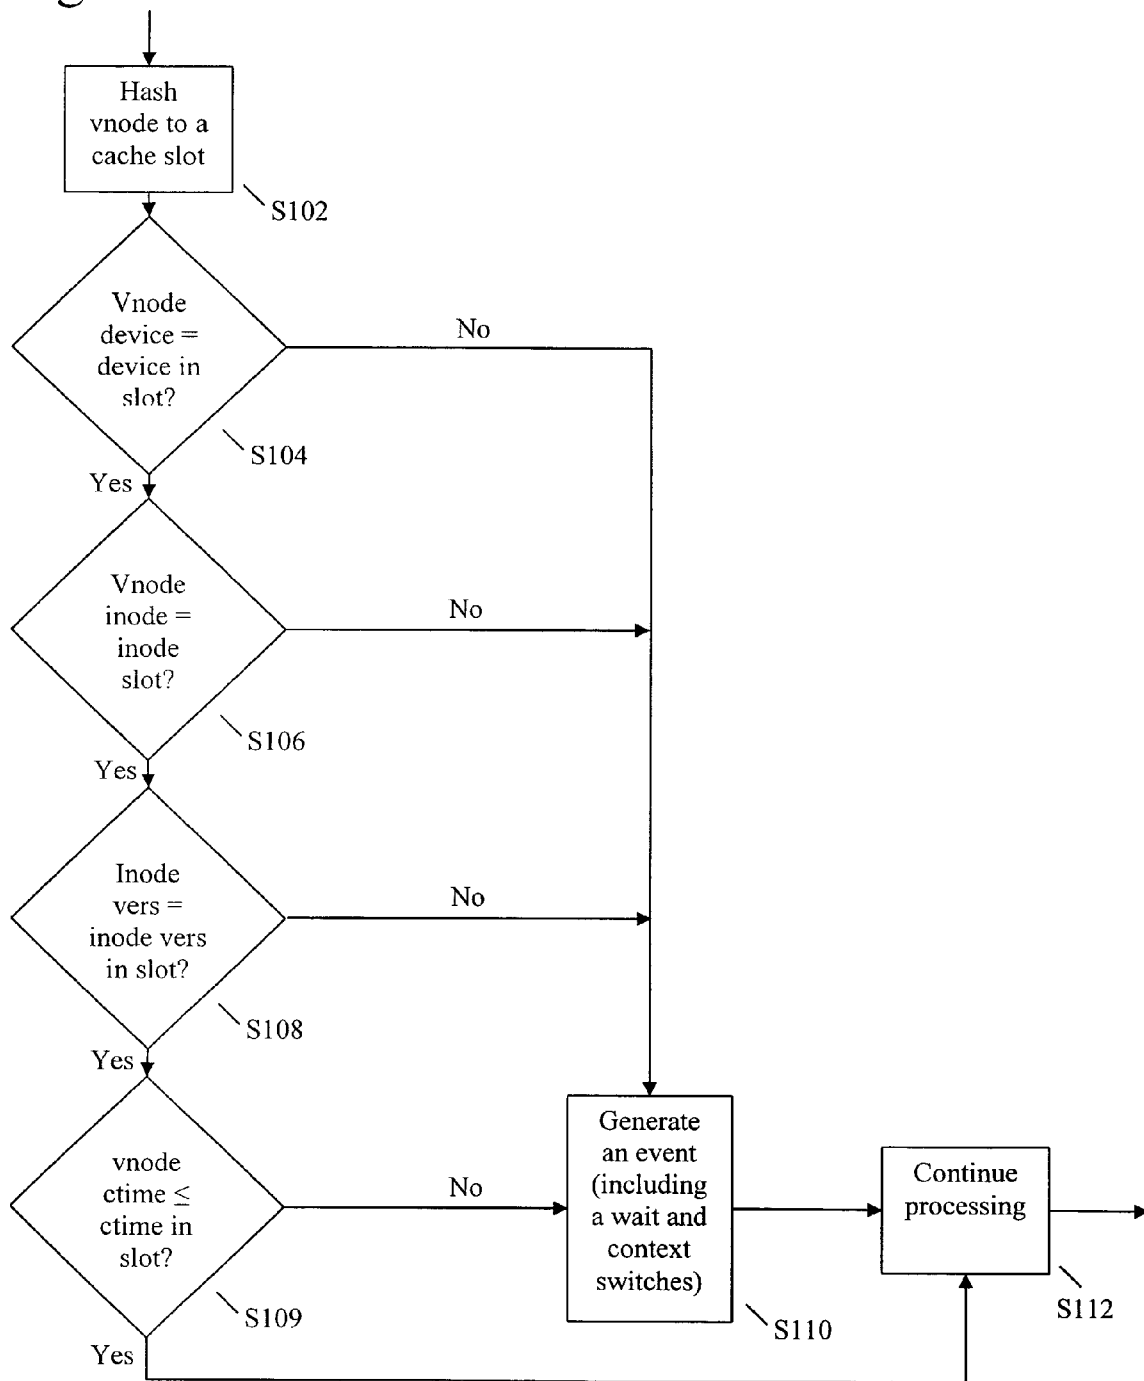 Hash
vnode to a
cache slot
S102
Vnode
device =
device in
slot?
No
S104
Yes
Vnode
inode =
inode
slot?
No
S106
Yes
Inode
vers =
inode vers
in slot?
No
S108
Yes
vnode
ctime ≤
ctime in
slot?
No
S109
Yes
Generate
an event
(including
a wait and
context
switches)
S110
Continue
processing
S112